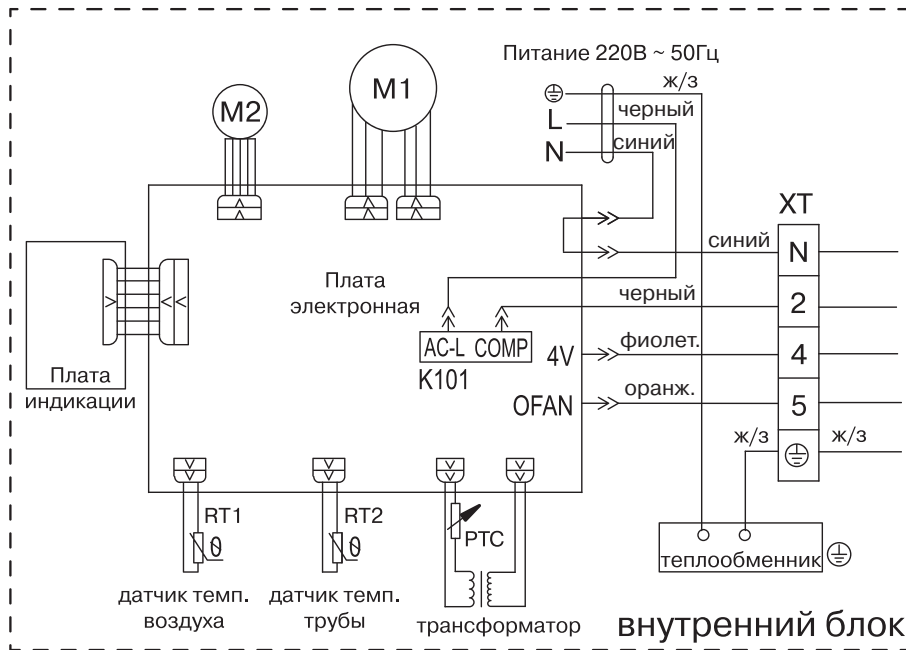 Питание 220В ~ 50Гц
ж/з
L
черный
N
синий
M2
M1
XT
синий
N
Плата
электронная
черный
2
AC-L COMP
K101
4V
фиолет.
4
Плата
индикации
OFAN
оранж.
5
ж/з
ж/з
RT1
θ
RT2
θ
PTC
теплообменник
датчик темп.
воздуха
датчик темп.
трубы
трансформатор
внутренний блок